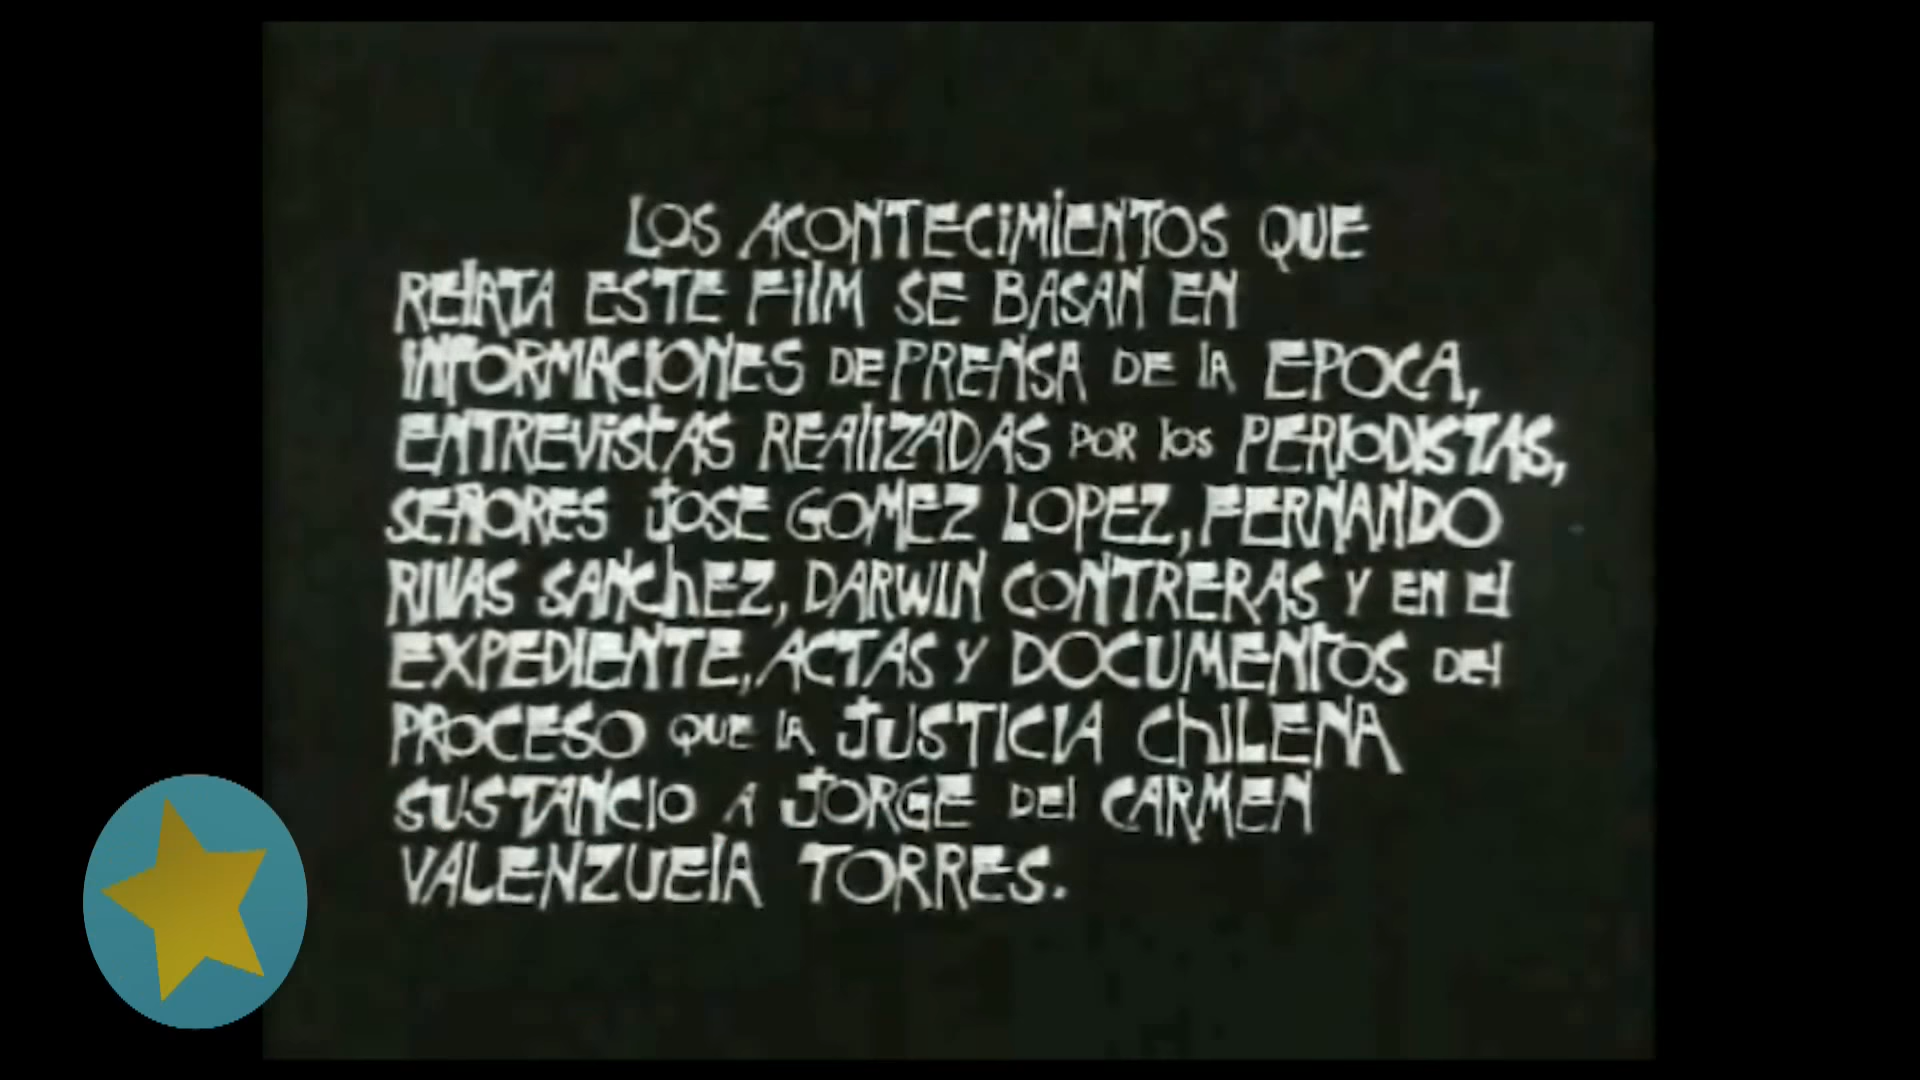 LOS ACONTECIMIENTOS QUE
RELATA ESTE FILM SE BASAN EN
INFORMACIONES DE PRENSA DE LA EPOCA,
ENTREVISTAS REALIZADAS POR LOS PERIODISTAS,
SEÑORES JOSE GOMEZ LOPEZ, FERNANDO
RIVAS SANCHEZ, DARWIN CONTRERAS Y EN EL
EXPEDIENTE, ACTAS Y DOCUMENTOS DEL
PROCESO QUE LA JUSTICIA CHILENA
SUSTANCIO A JORGE DEL CARMEN
VALENZUELA TORRES.